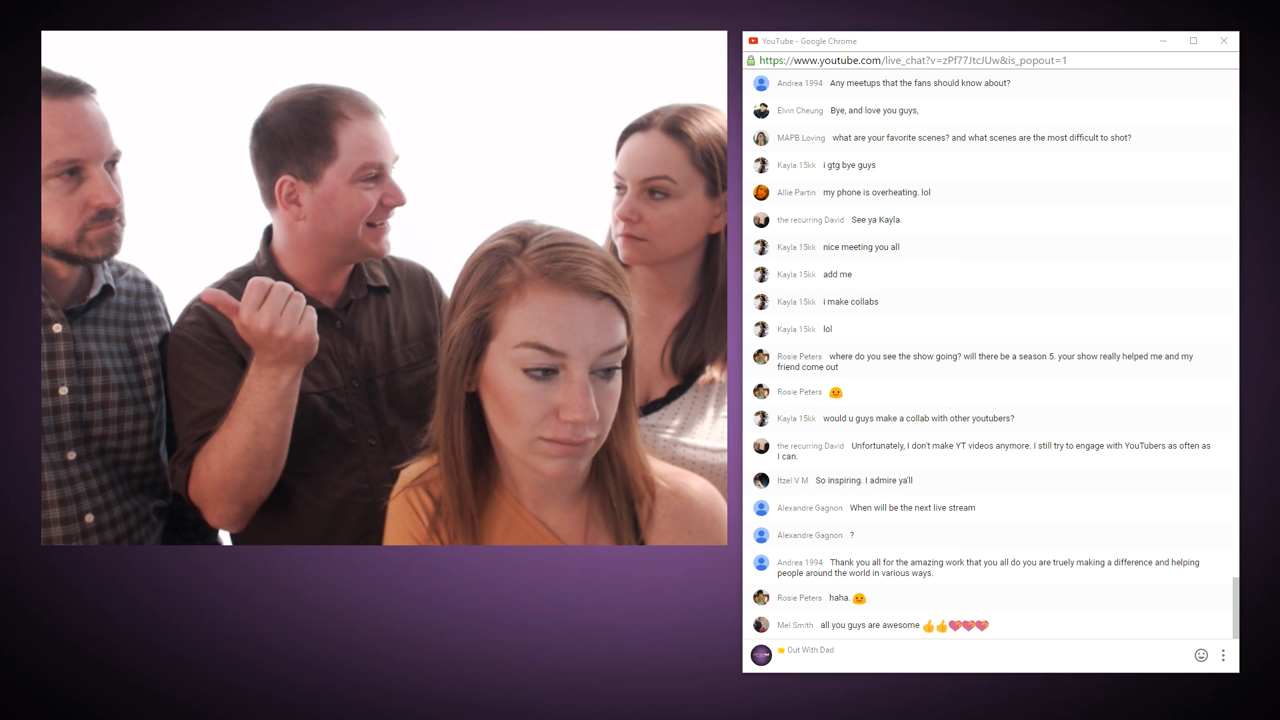 YouTube - Google Chrome
https://www.youtube.com/live_chat?v=zPf77JtcJUw&is_popout=1
Andrea 1994 Any meetups that the fans should know about?
Elvin Cheung Bye, and love you guys,
MAPB Loving what are your favorite scenes? and what scenes are the most difficult to shot?
Kayla 15kk i gtg bye guys
Allie Partin my phone is overheating. lol
the recurring David See ya Kayla.
Kayla 15kk nice meeting you all
Kayla 15kk add me
Kayla 15kk i make collabs
Kayla 15kk lol
Rosie Peters where do you see the show going? will there be a season 5. your show really helped me and my
friend come out
Rosie Peters
Kayla 15kk would u guys make a collab with other youtubers?
the recurring David Unfortunately, I don't make YT videos anymore. I still try to engage with YouTubers as often as
I can.
Itzel V M So inspiring. I admire ya'll
Alexandre Gagnon When will be the next live stream
Alexandre Gagnon ?
Andrea 1994 Thank you all for the amazing work that you all do you are truely making a difference and helping
people around the world in various ways.
Rosie Peters haha.
Mel Smith all you guys are awesome
Out With Dad